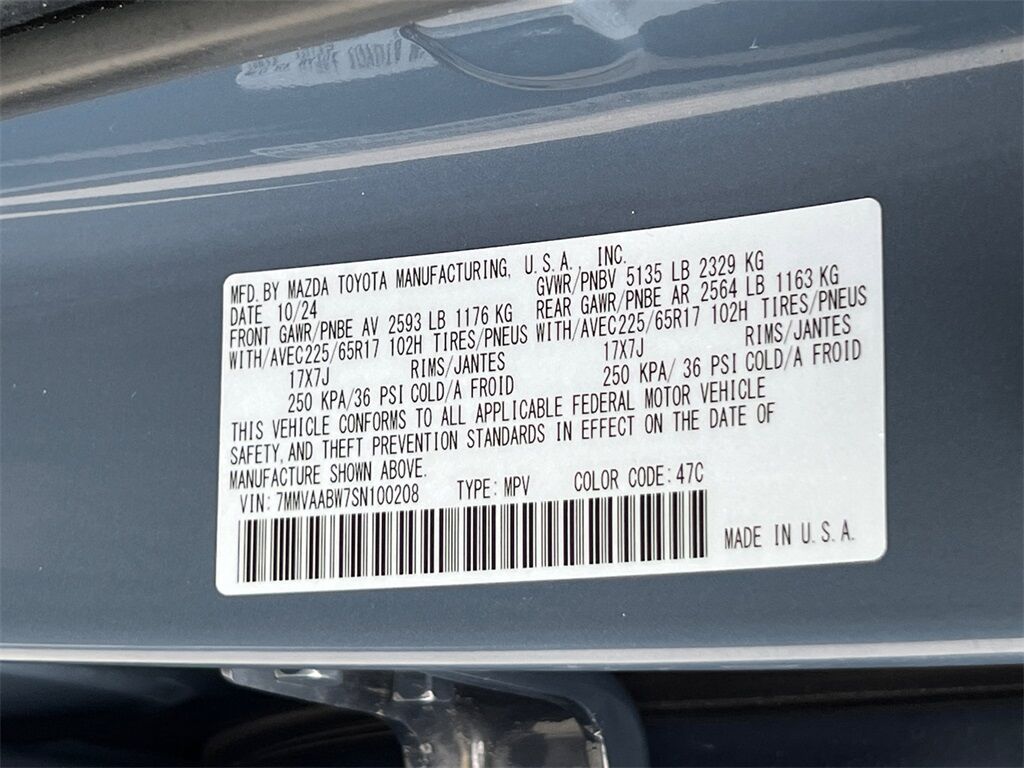 MFD. BY MAZDA TOYOTA MANUFACTURING, U.S.A. INC.
DATE 10/24 GVWR/PNBV 5135 LB 2329 KG
FRONT GAWR/PNBE AV 2593 LB 1176 KG REAR GAWR/PNBE AR 2564 LB 1163 KG
WITH/AVEC225/65R17 102H TIRES/PNEUS WITH/AVEC225/65R17 102H TIRES/PNEUS
17X7J RIMS/JANTES 17X7J RIMS/JANTES
250 KPA/36 PSI COLD/A FROID 250 KPA/ 36 PSI COLD/A FROID
THIS VEHICLE CONFORMS TO ALL APPLICABLE FEDERAL MOTOR VEHICLE
SAFETY, AND THEFT PREVENTION STANDARDS IN EFFECT ON THE DATE OF
MANUFACTURE SHOWN ABOVE.
VIN: 7MMVAABW7SN100208 TYPE: MPV COLOR CODE: 47C
MADE IN U.S.A.